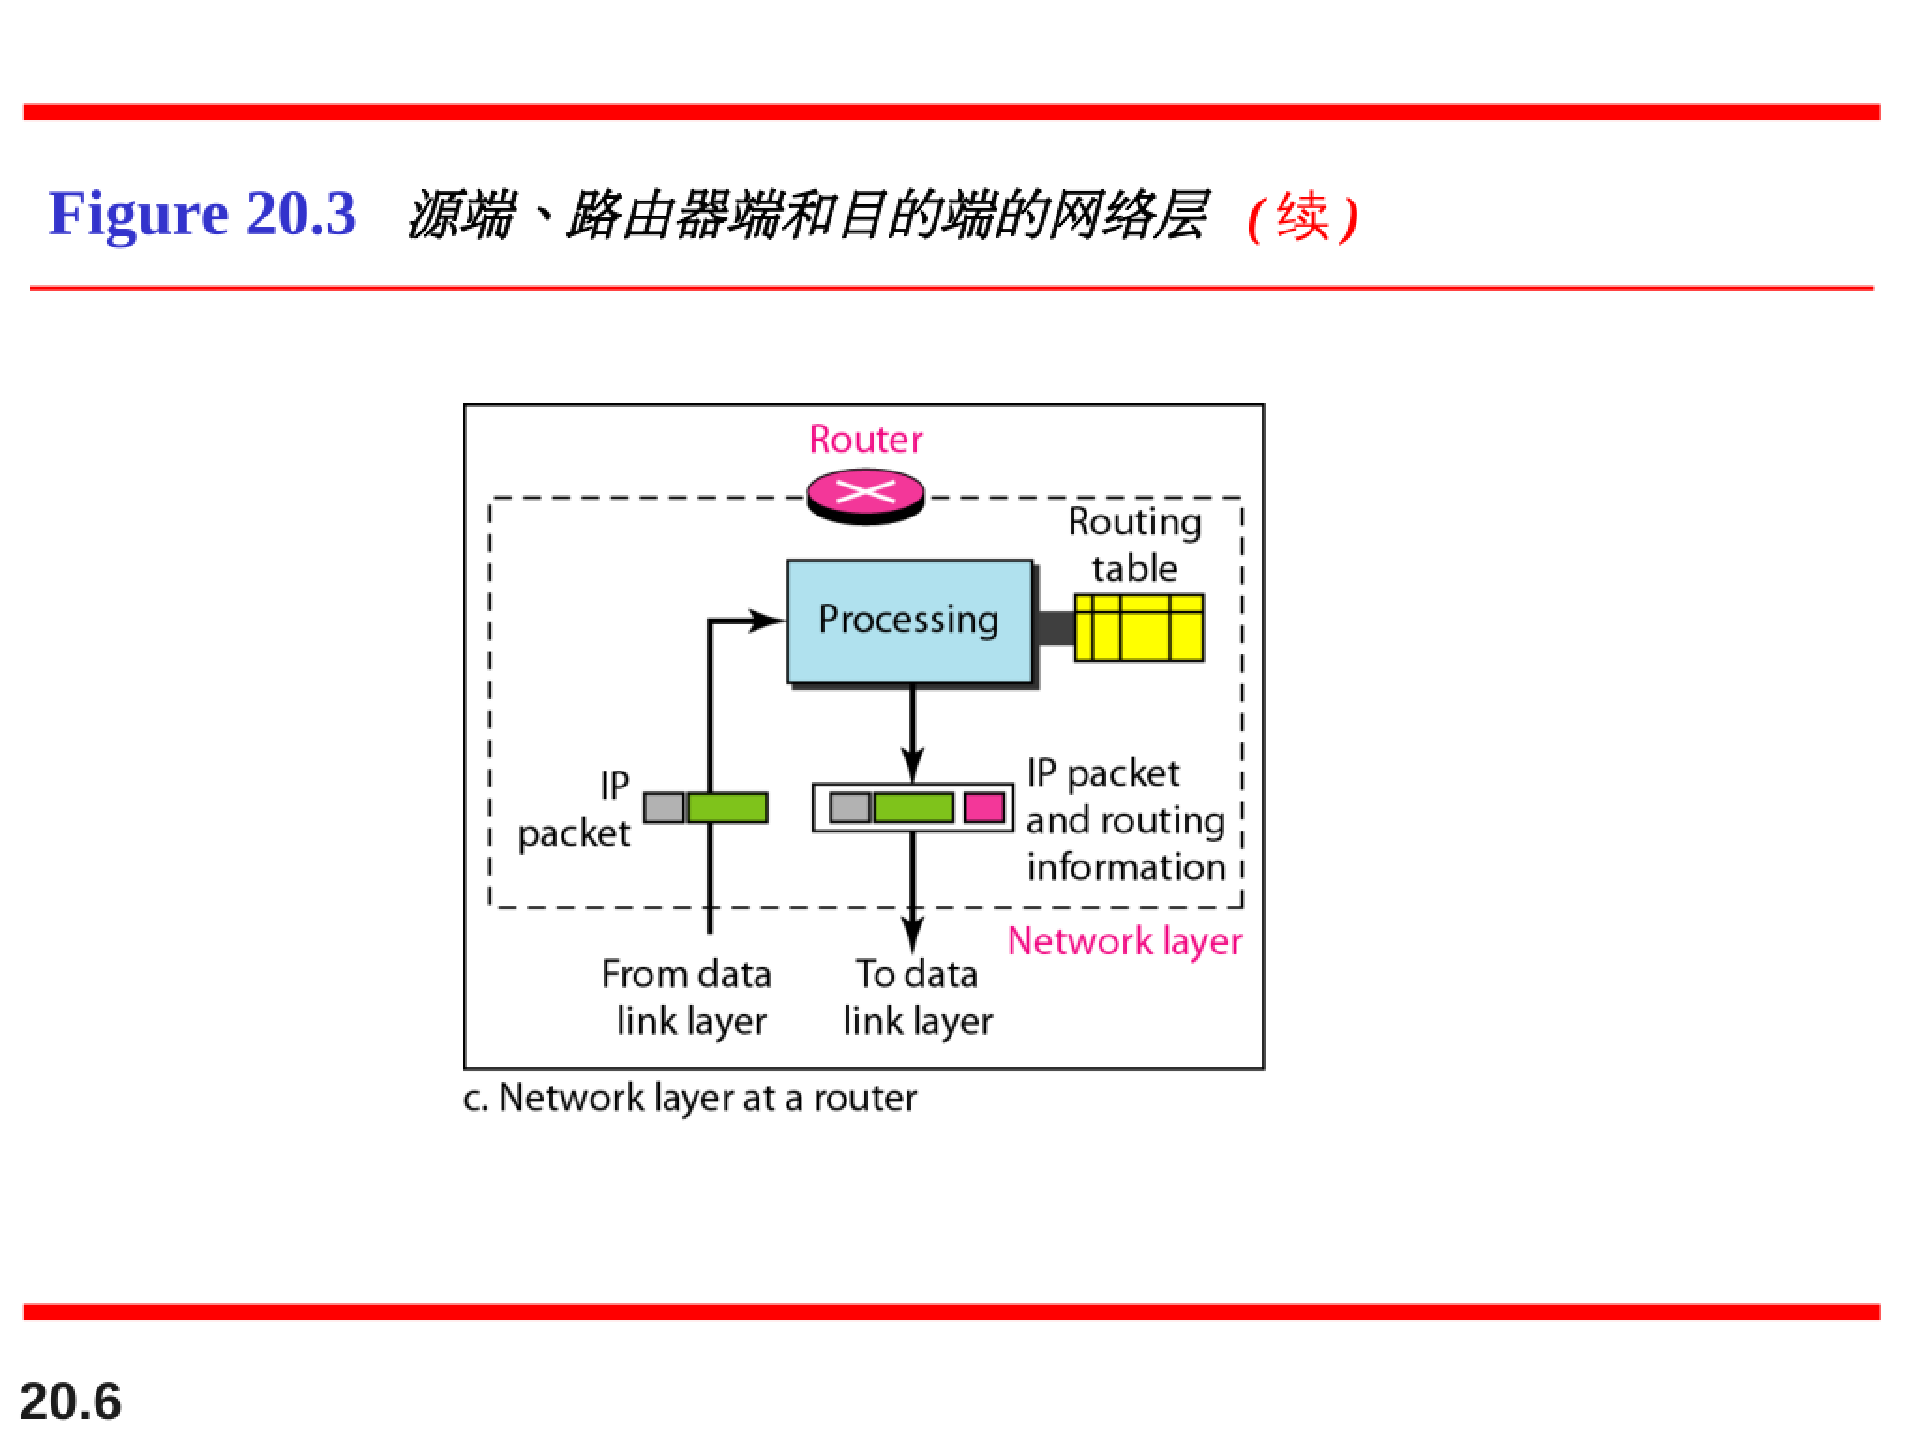 Figure 20.3 源端、路由器端和目的端的网络层 (续)
Router
Routing
table
Processing
IP
packet
IP packet
and routing
information
Network layer
From data
link layer
To data
link layer
c. Network layer at a router
20.6